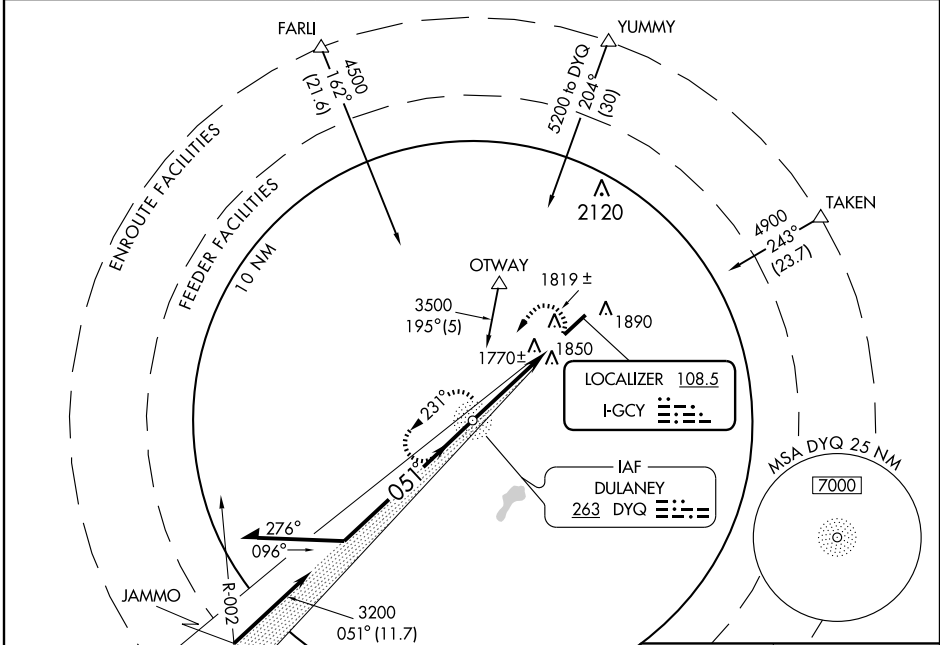 FARLI
YUMMY
4500
162°
(21.6)
5200 to DYQ
204°
(30)
ENROUTE FACILITIES
FEEDER FACILITIES
10 NM
2120
TAKEN
4900
243°
(23.7)
OTWAY
1819 ±
3500
195° (5)
1890
1770±
1850
LOCALIZER 108.5
I-GCY
231°
051°
IAF
DULANEY
263 DYQ
MSA DYQ 25 NM
7000
276°
096°
JAMMO
R-002
3200
051° (11.7)